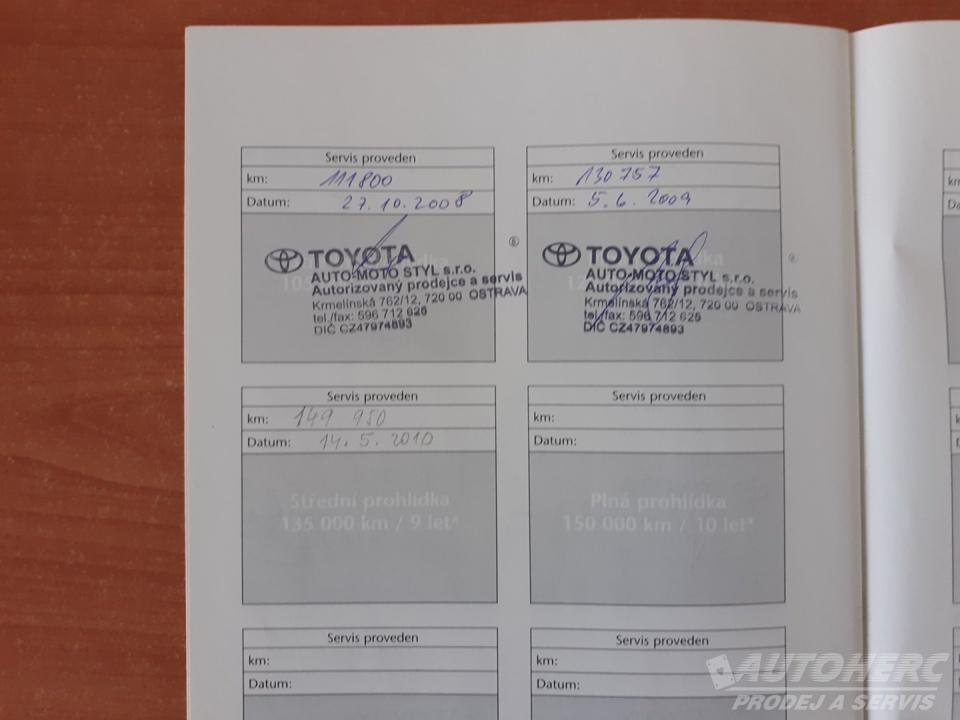 Servis proveden
km: 111800
Datum: 27.10.2008
TOYOTA
AUTO-MOTO STYL s.r.o.
Autorizovaný prodejce a servis
Krmelínská 762/12, 720 00 OSTRAVA
tel./fax: 596 712 626
DIČ CZ47974893
Servis proveden
km: 130757
Datum: 5.6.2009
TOYOTA
AUTO-MOTO STYL s.r.o.
Autorizovaný prodejce a servis
Krmelínská 762/12, 720 00 OSTRAVA
tel./fax: 596 712 626
DIČ CZ47974893
Servis proveden
km: 149 950
Datum: 14.5.2010
Střední prohlídka
135 000 km / 9 let*
Servis proveden
km:
Datum:
Plná prohlídka
150 000 km / 10 let*
Servis proveden
km:
Datum:
Servis proveden
km:
Datum:
AUTOHERC
PRODEJ A SERVIS